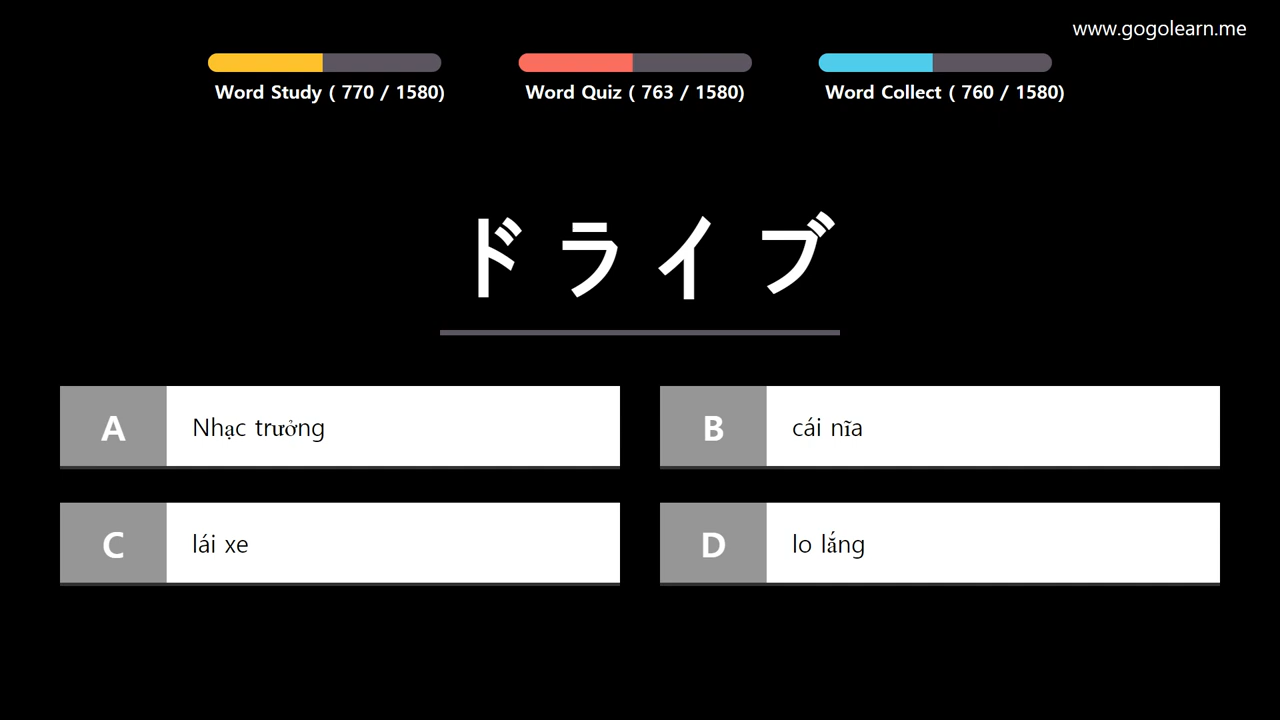 www.gogolearn.me
Word Study ( 770 / 1580)
Word Quiz ( 763 / 1580)
Word Collect ( 760 / 1580)
ドライブ
A Nhạc trưởng
B cái nĩa
C lái xe
D lo lắng